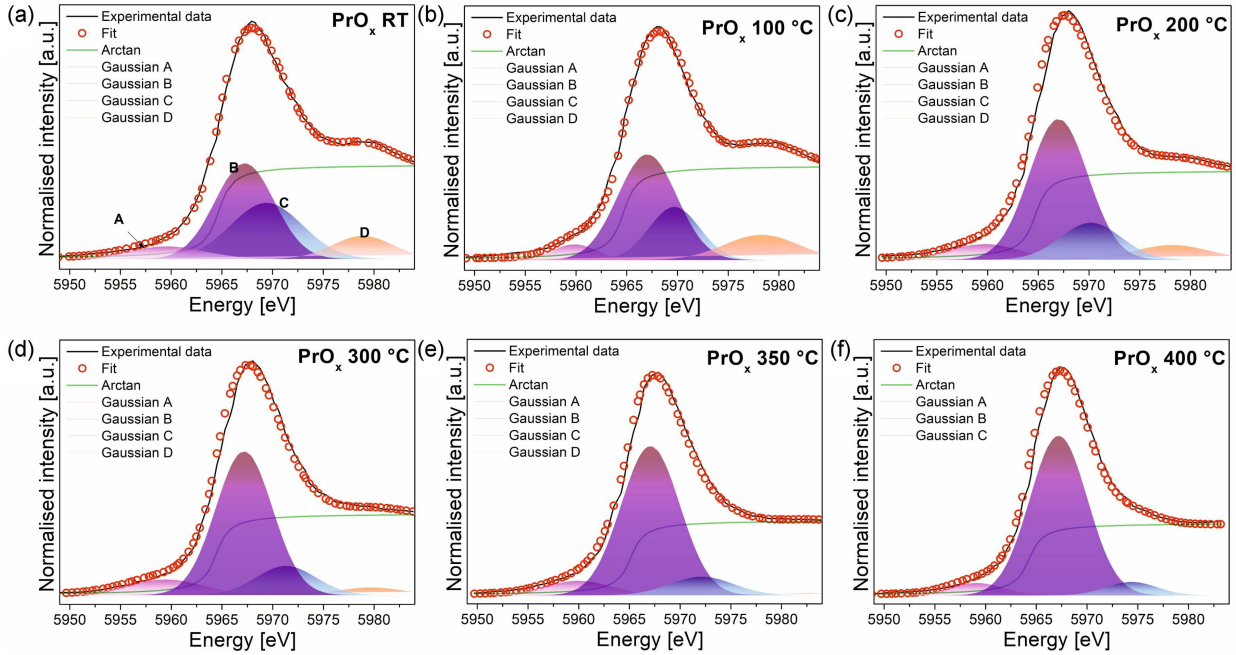 (a)
PrOx RT
Experimental data
Fit
Arctan
Gaussian A
Gaussian B
Gaussian C
Gaussian D
A
B
C
D
Normalised intensity [a.u.]
5950 5955 5960 5965 5970 5975 5980
Energy [eV]
(b)
PrOx 100 °C
Experimental data
Fit
Arctan
Gaussian A
Gaussian B
Gaussian C
Gaussian D
Normalised intensity [a.u.]
5950 5955 5960 5965 5970 5975 5980
Energy [eV]
(c)
PrOx 200 °C
Experimental data
Fit
Arctan
Gaussian A
Gaussian B
Gaussian C
Gaussian D
Normalised intensity [a.u.]
5950 5955 5960 5965 5970 5975 5980
Energy [eV]
(d)
PrOx 300 °C
Experimental data
Fit
Arctan
Gaussian A
Gaussian B
Gaussian C
Gaussian D
Normalised intensity [a.u.]
5950 5955 5960 5965 5970 5975 5980
Energy [eV]
(e)
PrOx 350 °C
Experimental data
Fit
Arctan
Gaussian A
Gaussian B
Gaussian C
Gaussian D
Normalised intensity [a.u.]
5950 5955 5960 5965 5970 5975 5980
Energy [eV]
(f)
PrOx 400 °C
Experimental data
Fit
Arctan
Gaussian A
Gaussian B
Gaussian C
Normalised intensity [a.u.]
5950 5955 5960 5965 5970 5975 5980
Energy [eV]